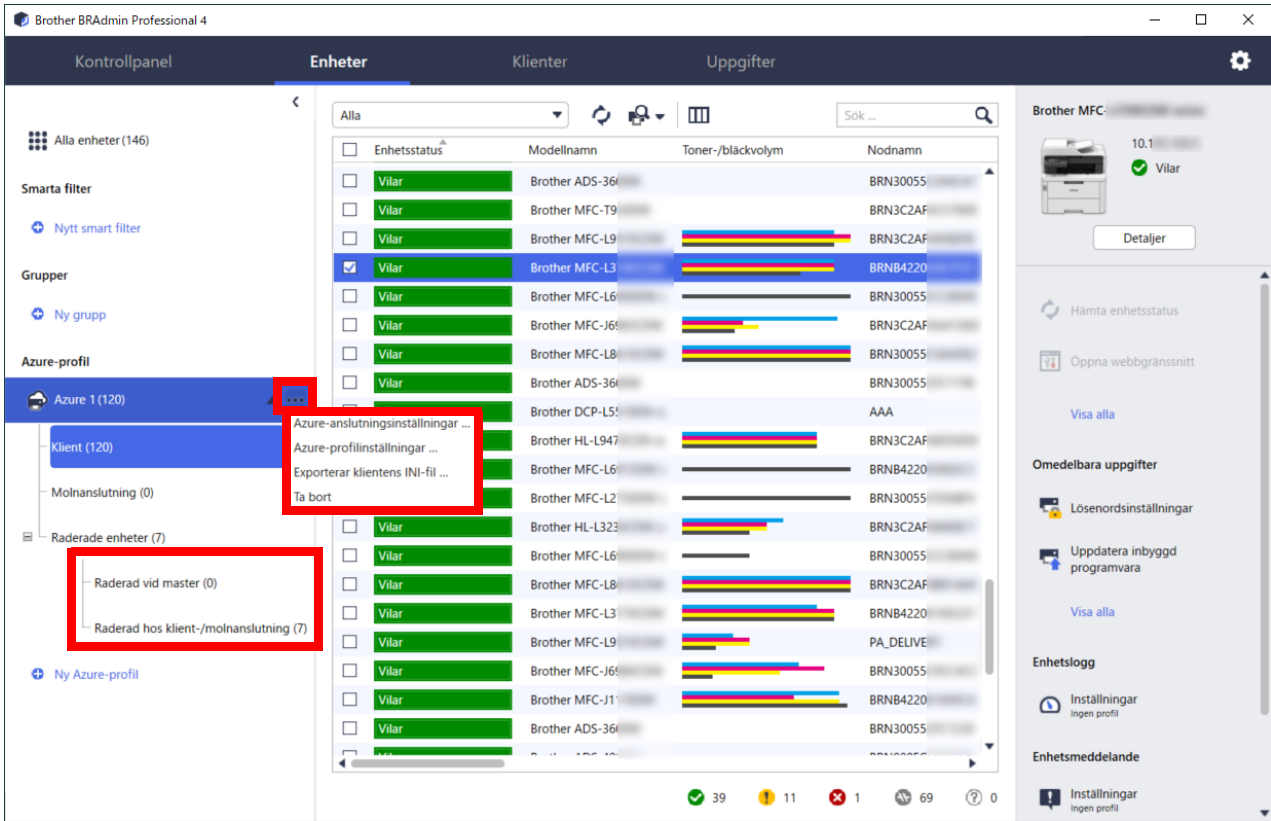 Brother BRAdmin Professional 4
Kontrollpanel Enheter Klienter Uppgifter
Alla enheter (146)
Smarta filter
Nytt smart filter
Grupper
Ny grupp
Azure-profil
Azure 1 (120)
Klient (120)
Molnanslutning (0)
Raderade enheter (7)
Raderad vid master (0)
Raderad hos klient-/molnanslutning (7)
Ny Azure-profil
Azure-anslutningsinställningar ...
Azure-profilinställningar ...
Exporterar klientens INI-fil ...
Ta bort
Alla Sök ...
Enhetsstatus Modellnamn Toner-/bläckvolym Nodnamn
Vilar Brother ADS-36 BRN30055
Vilar Brother MFC-T9 BRN3C2AF
Vilar Brother MFC-L9 BRN3C2AF
Vilar Brother MFC-L3 BRNB4220
Vilar Brother MFC-L6 BRN30055
Vilar Brother MFC-J69 BRN3C2AF
Vilar Brother MFC-L8 BRN30055
Vilar Brother ADS-36 BRN30055
Brother DCP-L55 AAA
Brother HL-L947 BRN3C2AF
Brother MFC-L6 BRNB4220
Brother MFC-L2 BRN30055
Vilar Brother HL-L323 BRN3C2AF
Vilar Brother MFC-L6 BRN30055
Vilar Brother MFC-L8 BRN3C2AF
Vilar Brother MFC-L3 BRNB4220
Vilar Brother MFC-L9 PA_DELIVE
Vilar Brother MFC-J69 BRN30055
Vilar Brother MFC-J1 BRNB4220
Vilar Brother ADS-36 BRN30055
39 11 1 69 0
Brother MFC-
10.1
Vilar
Detaljer
Hämta enhetsstatus
Öppna webbgränssnitt
Visa alla
Omedelbara uppgifter
Lösenordsinställningar
Uppdatera inbyggd
programvara
Visa alla
Enhetslogg
Inställningar
Ingen profil
Enhetsmeddelande
Inställningar
Ingen profil